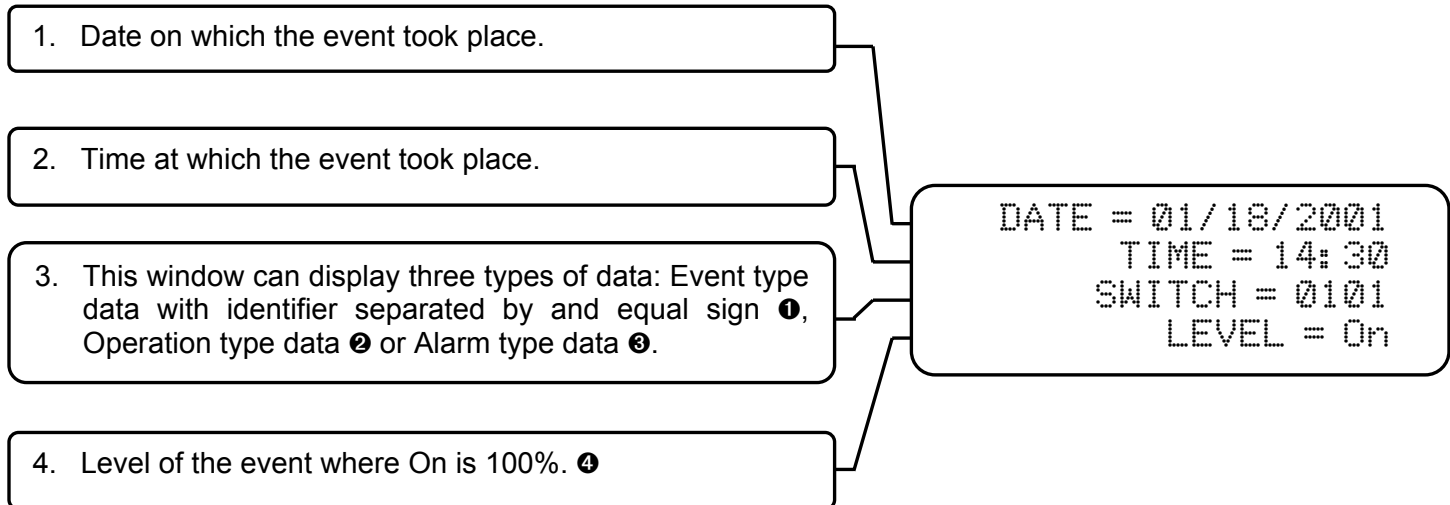 1. Date on which the event took place.
2. Time at which the event took place.
3. This window can display three types of data: Event type
data with identifier separated by and equal sign ❶,
Operation type data ❷ or Alarm type data ❸.
4. Level of the event where On is 100%. ❹
DATE = 01/18/2001
TIME = 14:30
SWITCH = 0101
LEVEL = On